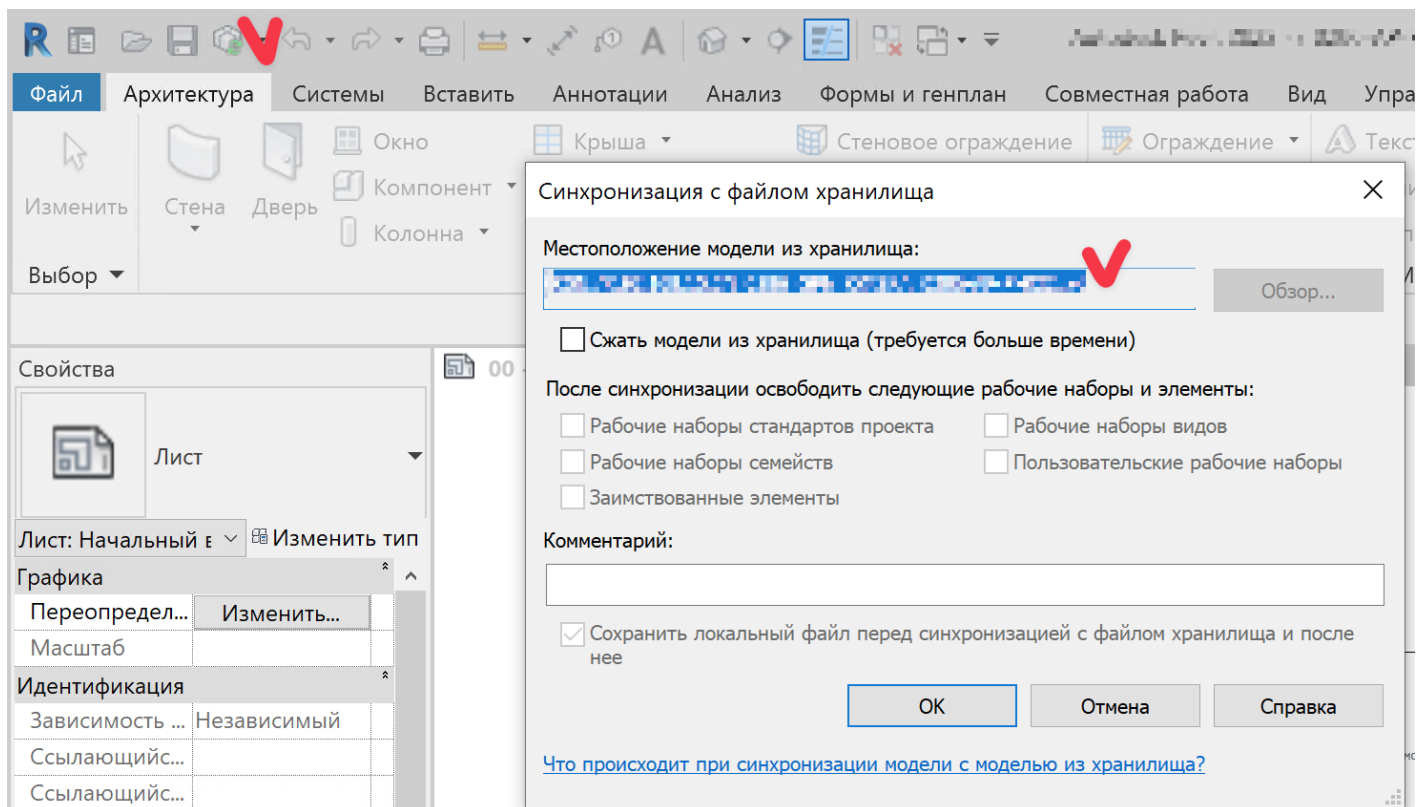 Файл Архитектура Системы Вставить Аннотации Анализ Формы и генплан Совместная работа Вид Упра
Окно Крыша Стеновое ограждение Ограждение Текс
Изменить Стена Дверь Компонент
Колонна
Выбор
Синхронизация с файлом хранилища
Местоположение модели из хранилища:
Обзор...
Сжать модели из хранилища (требуется больше времени)
После синхронизации освободить следующие рабочие наборы и элементы:
Рабочие наборы стандартов проекта Рабочие наборы видов
Рабочие наборы семейств Пользовательские рабочие наборы
Заимствованные элементы
Комментарий:
Сохранить локальный файл перед синхронизацией с файлом хранилища и после
нее
OK Отмена Справка
Что происходит при синхронизации модели с моделью из хранилища?
Свойства
00 -
Лист
Лист: Начальный в Изменить тип
Графика
Переопредел... Изменить...
Масштаб
Идентификация
Зависимость ... Независимый
Ссылающийс...
Ссылающийс...